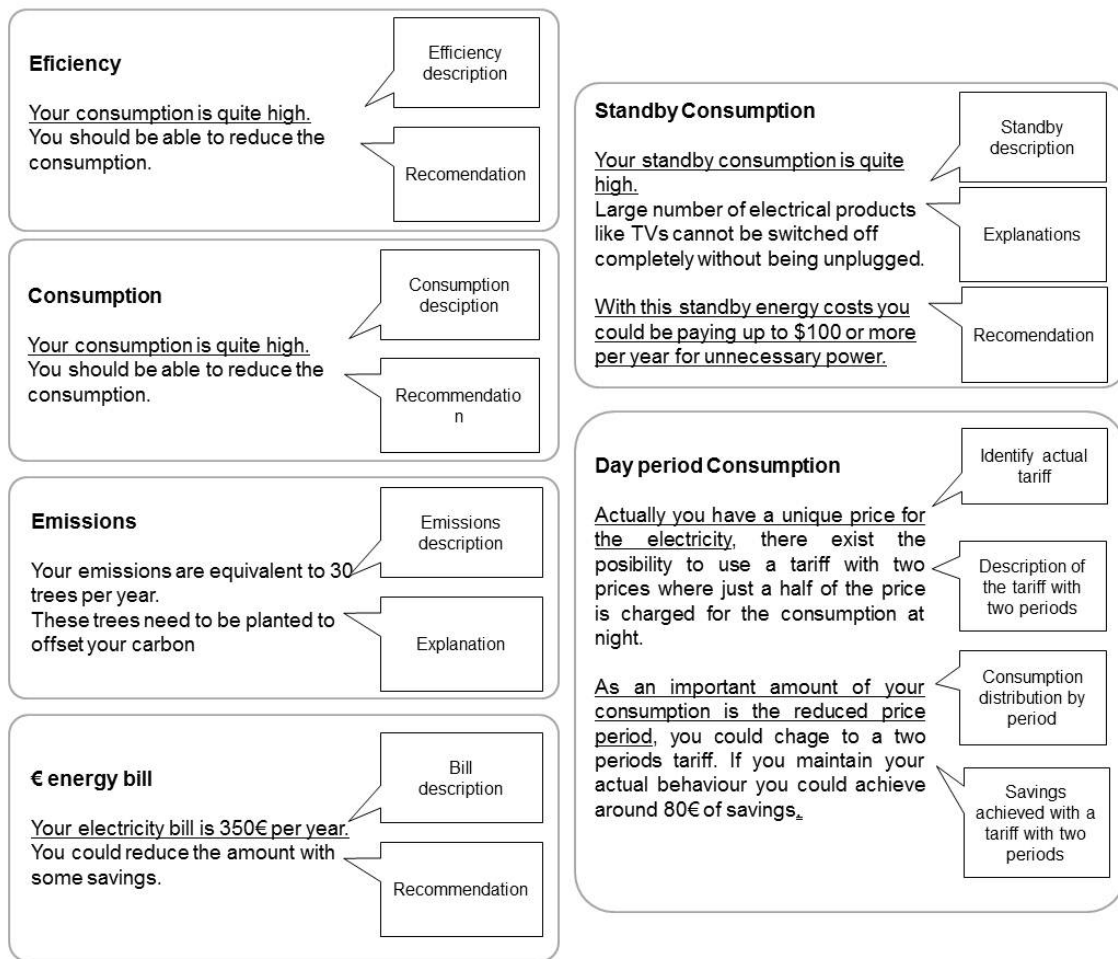 Eficiency
Your consumption is quite high.
You should be able to reduce the
consumption.
Efficiency
description
Recomendation
Consumption
Your consumption is quite high.
You should be able to reduce the
consumption.
Consumption
desciption
Recommendatio
n
Emissions
Your emissions are equivalent to 30
trees per year.
These trees need to be planted to
offset your carbon
Emissions
description
Explanation
€ energy bill
Your electricity bill is 350€ per year.
You could reduce the amount with
some savings.
Bill
description
Recommendation
Standby Consumption
Your standby consumption is quite
high.
Large number of electrical products
like TVs cannot be switched off
completely without being unplugged.
With this standby energy costs you
could be paying up to $100 or more
per year for unnecessary power.
Standby
description
Explanations
Recomendation
Day period Consumption
Actually you have a unique price for
the electricity, there exist the
posibility to use a tariff with two
prices where just a half of the price
is charged for the consumption at
night.
As an important amount of your
consumption is the reduced price
period, you could chage to a two
periods tariff. If you maintain your
actual behaviour you could achieve
around 80€ of savings.
Identify actual
tariff
Description of
the tariff with
two periods
Consumption
distribution by
period
Savings
achieved with a
tariff with two
periods